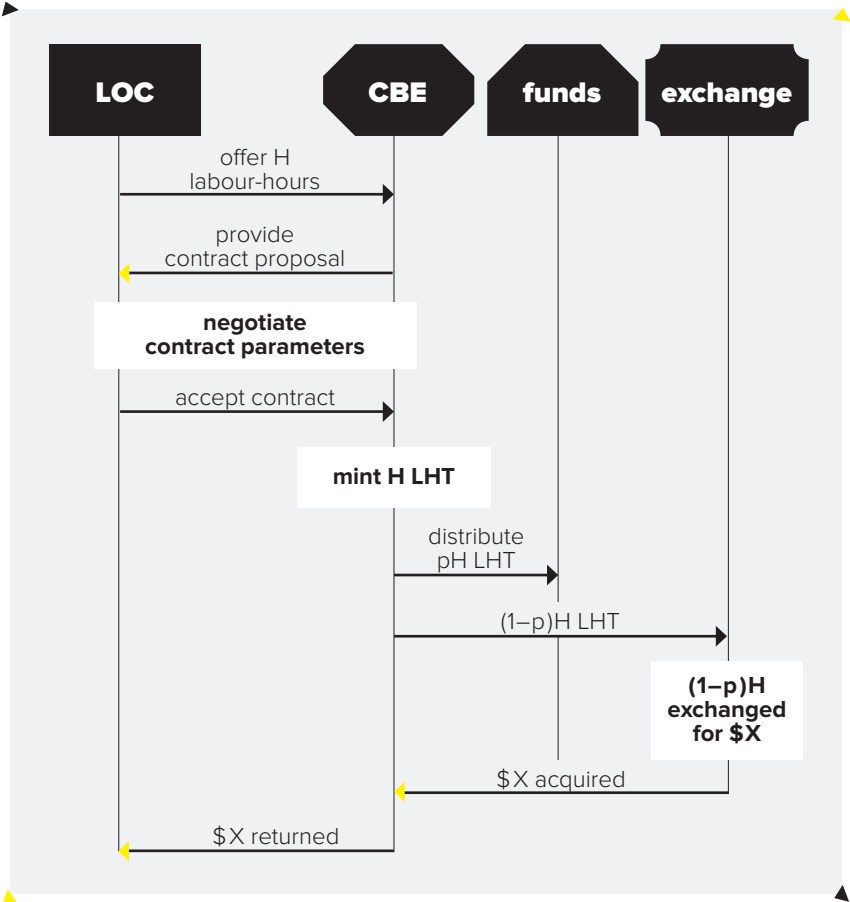 LOC
CBE
funds
exchange
offer H
labour-hours
provide
contract proposal
negotiate
contract parameters
accept contract
mint H LHT
distribute
pH LHT
(1–p)H LHT
(1–p)H
exchanged
for $X
$X acquired
$X returned